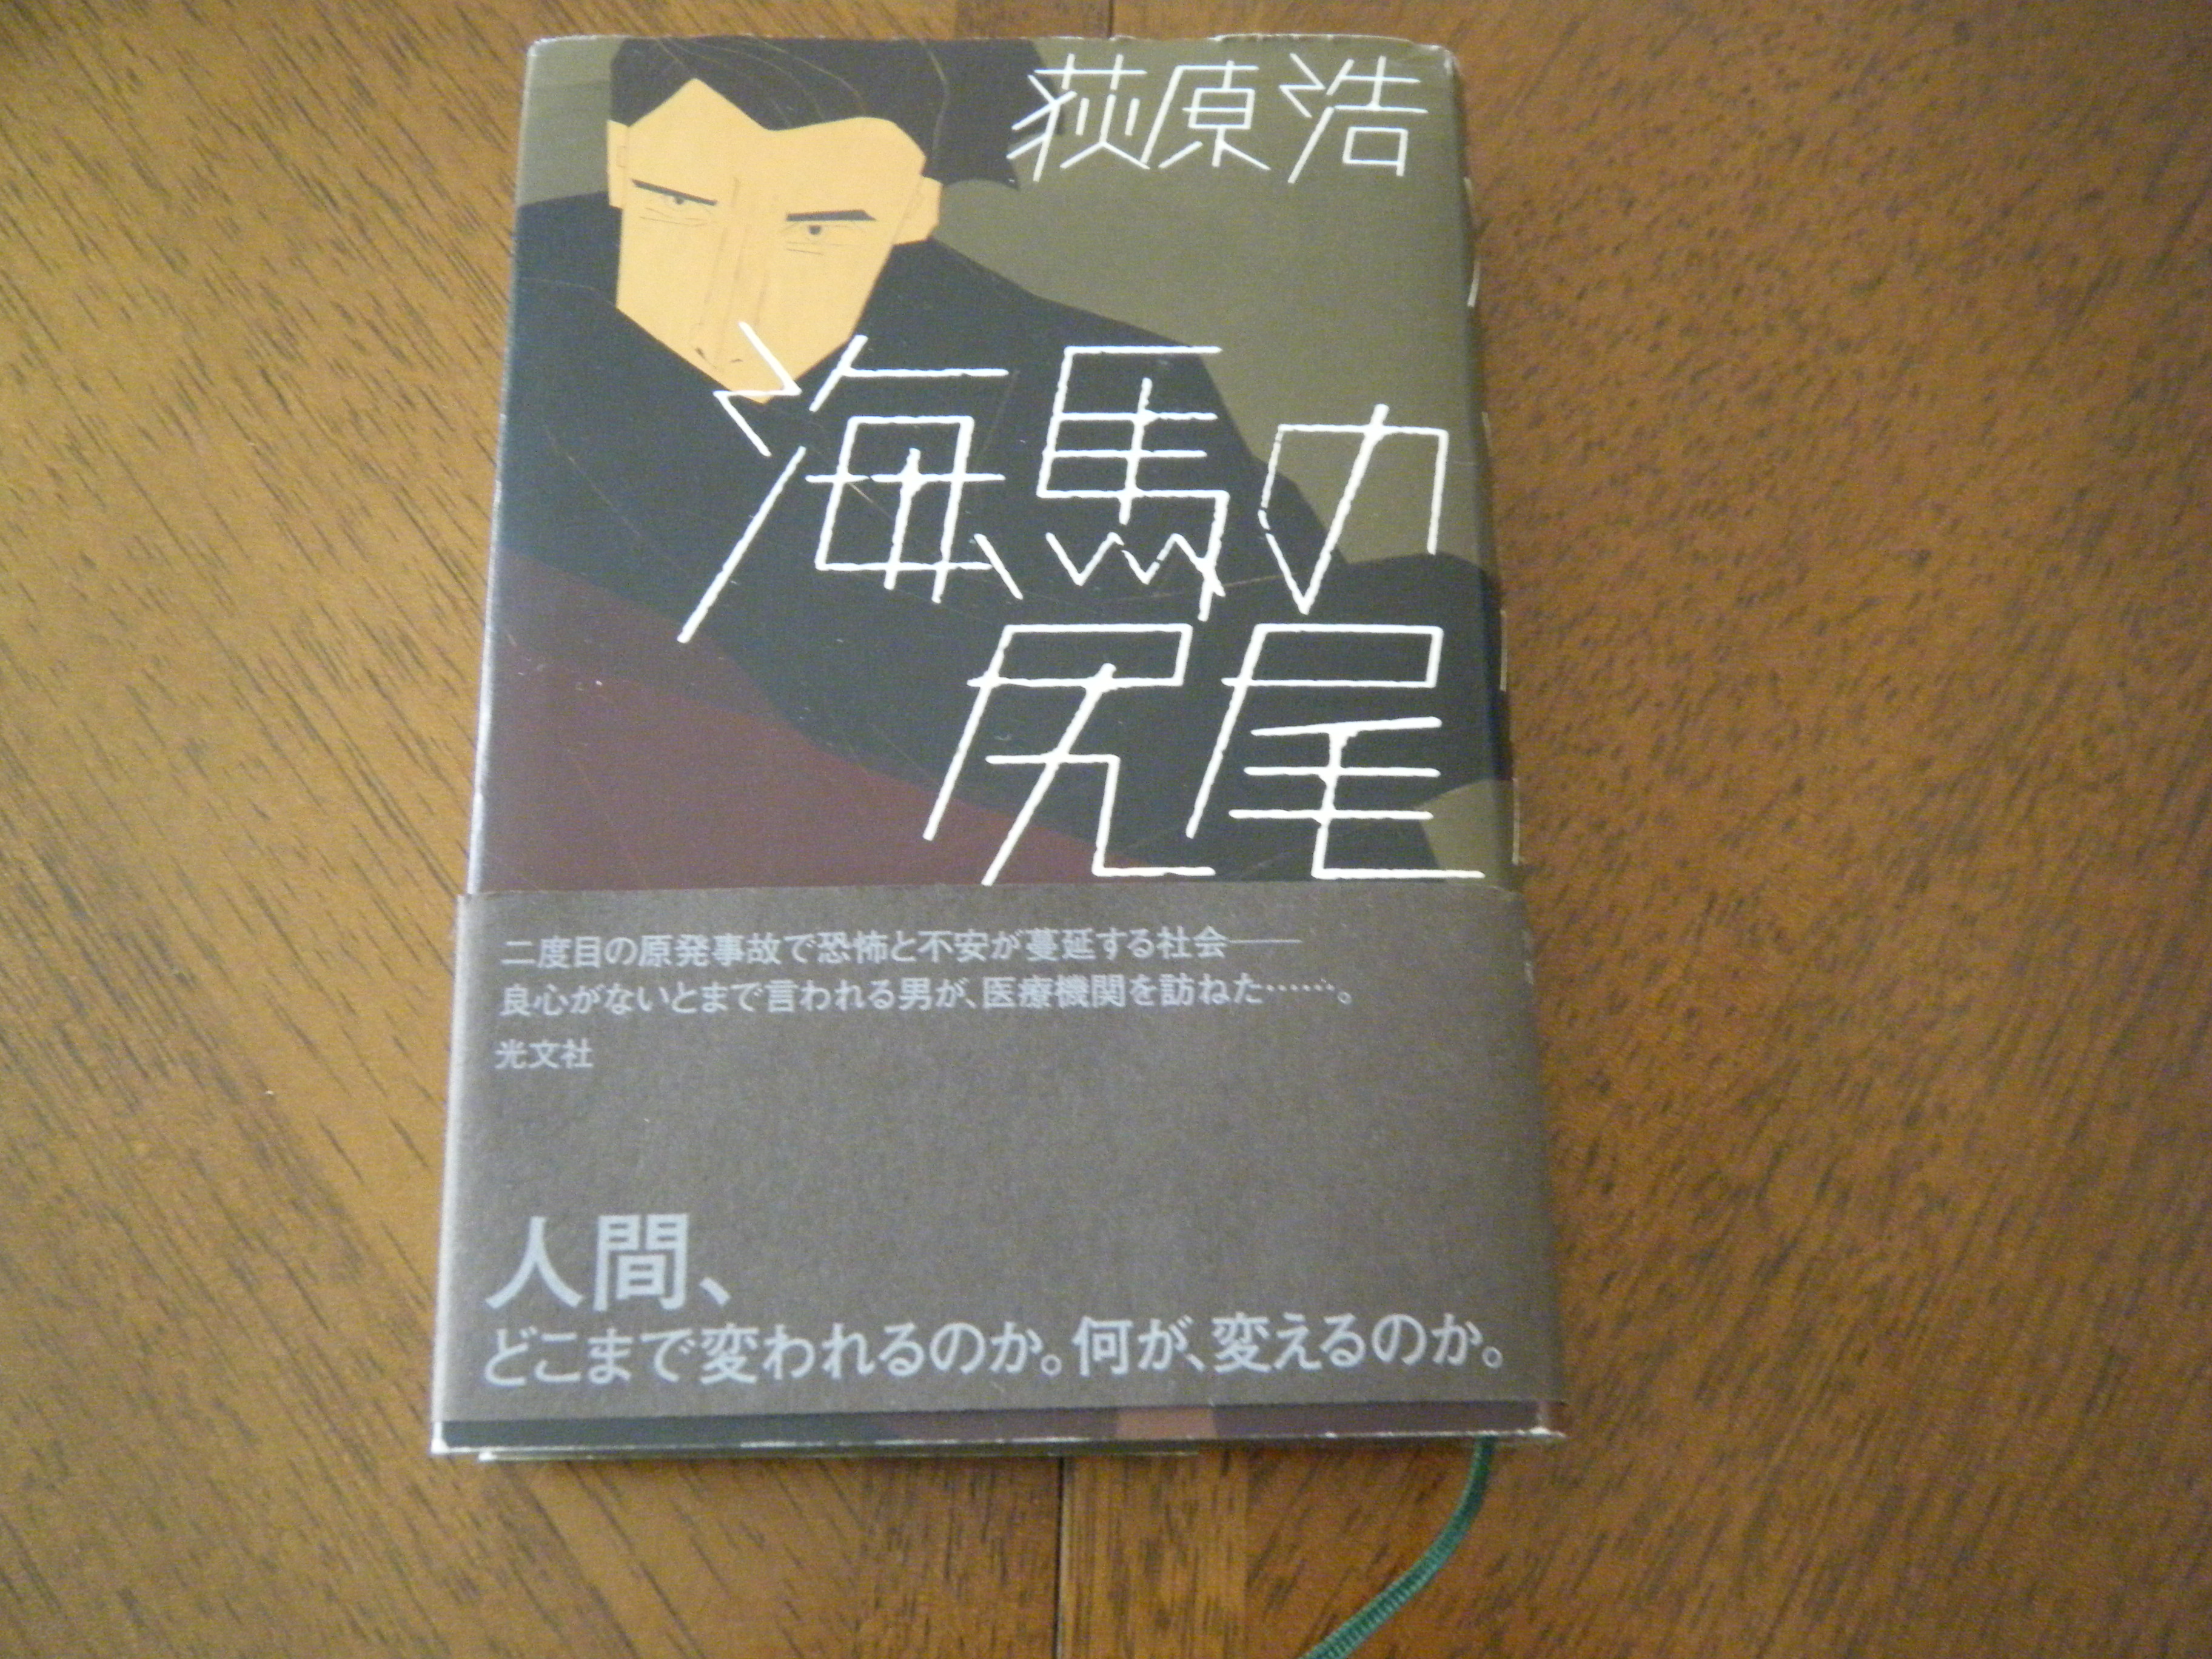 荻原浩
海馬の
尻尾
二度目の原発事故で恐怖と不安が蔓延する社会――
良心がないとまで言われる男が、医療機関を訪ねた……。
光文社
人間、
どこまで変われるのか。何が、変えるのか。